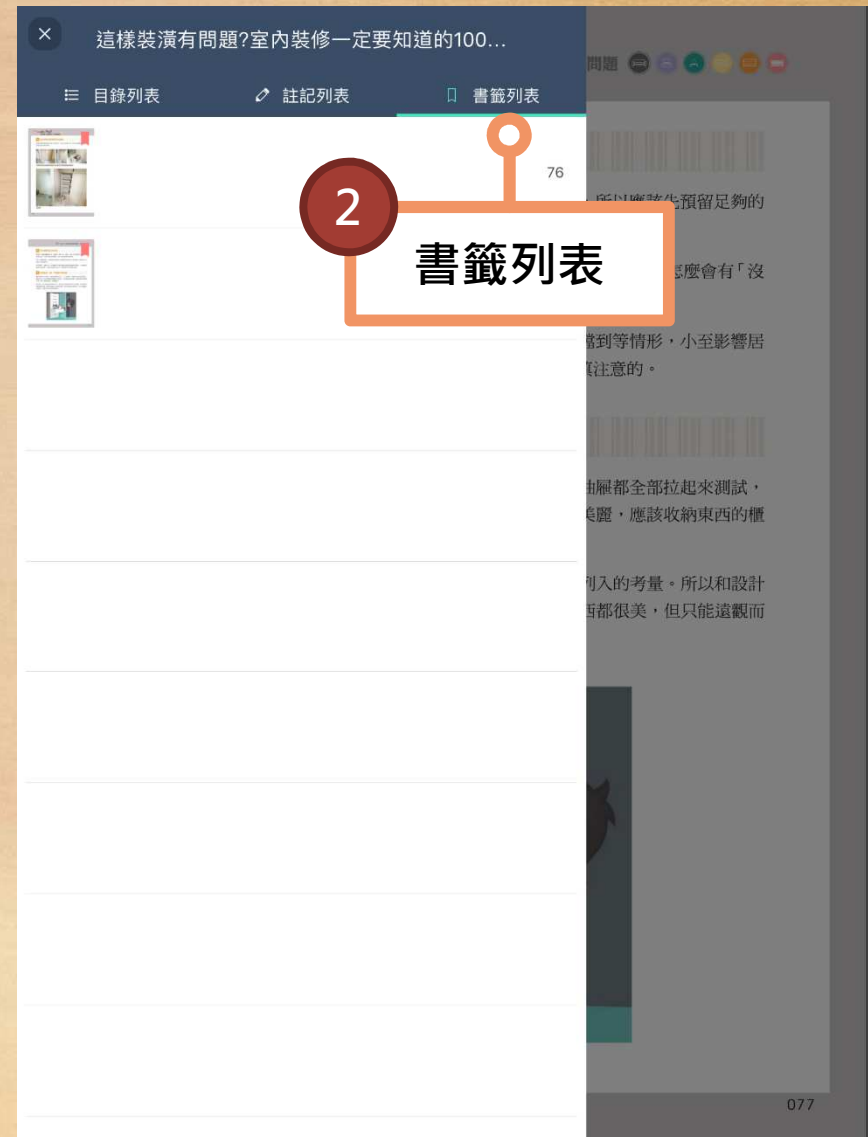 這樣裝潢有問題?室內裝修一定要知道的100...
問題
目錄列表
註記列表
書籤列表
76
2
書籤列表
所以應該先預留足夠的
怎麼會有「沒
當到等情形，小至影響居
真注意的。
抽屜都全部拉起來測試，
美麗，應該收納東西的櫃
列入的考量。所以和設計
西都很美，但只能遠觀而
077